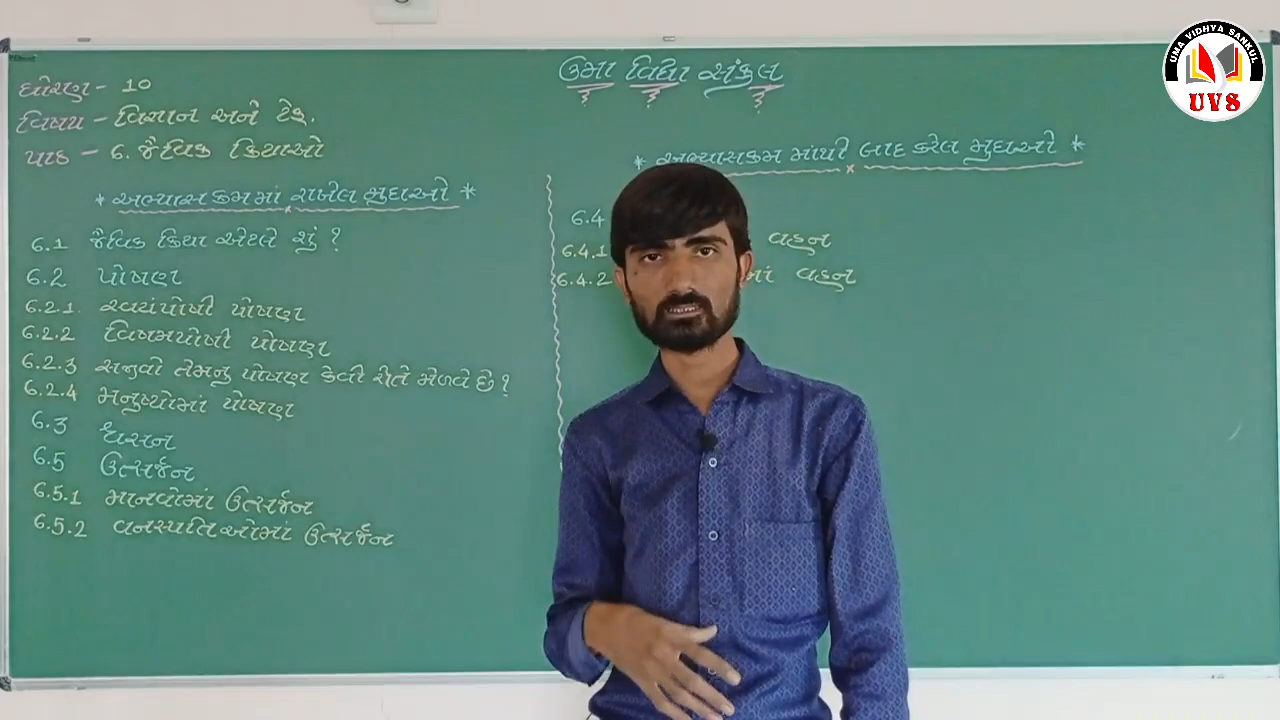 ઉમા વિદ્યા સંકુલ
UMA VIDHYA SANKUL
UVS
ધોરણ - 10
વિષય - વિજ્ઞાન અને ટેક.
પાઠ - 6. જૈવિક ક્રિયાઓ
* અભ્યાસક્રમમાં રાખેલ મુદાઓ *
6.1 જૈવિક ક્રિયા એટલે શું ?
6.2 પોષણ
6.2.1. સ્વયંપોષી પોષણ
6.2.2 વિષમપોષી પોષણ
6.2.3 સજીવો તેમનુ પોષણ કેવી રીતે મેળવે છે ?
6.2.4 મનુષ્યોમાં પોષણ
6.3 શ્વસન
6.5 ઉત્સર્જન
6.5.1 માનવોમાં ઉત્સર્જન
6.5.2 વનસ્પતિઓમાં ઉત્સર્જન
* અભ્યાસક્રમ માંથી બાદ કરેલ મુદાઓ *
6.4
6.4.1 વહન
6.4.2 માં વહન